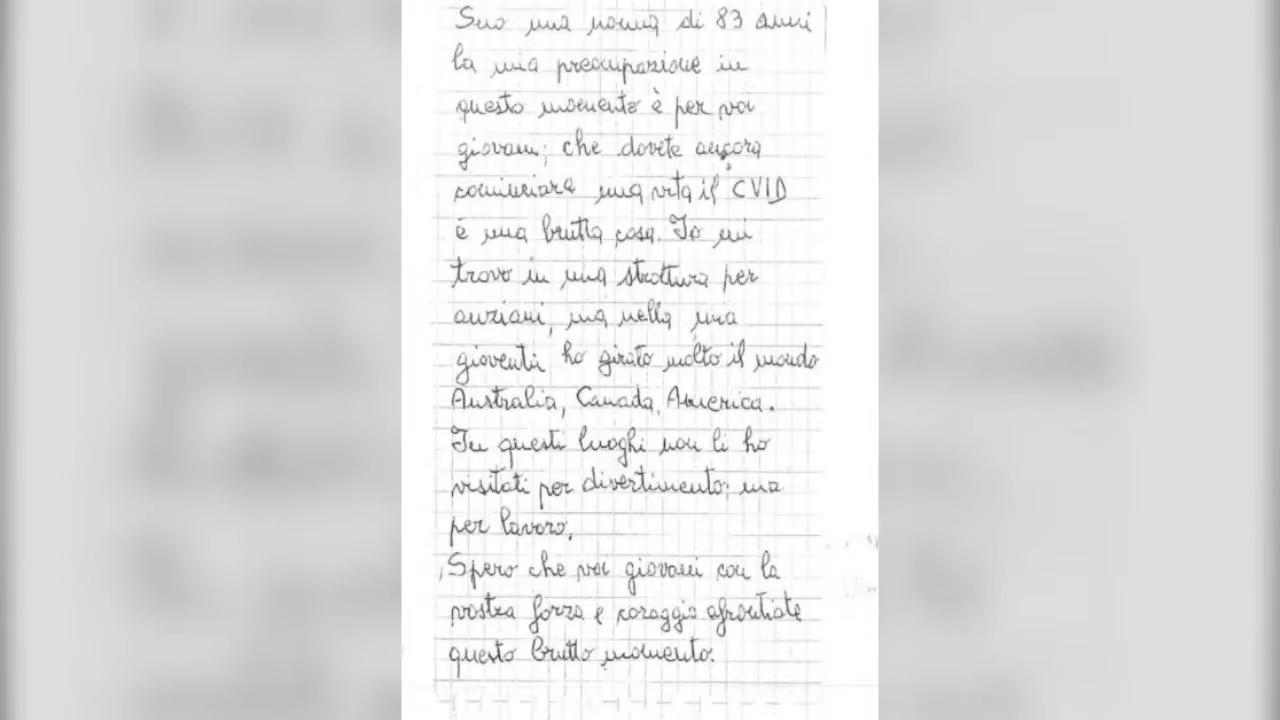 Suo una nonna di 83 anni
la mia preocupazione in
questo momento è per voi
giovani; che dovete ancora
cominciare una vita il CVID
è una brutta cosa. Io mi
trovo in una struttura per
anziani, ma nella mia
gioventù ho girato molto il mondo
Australia, Canada, America.
In questi luoghi non li ho
visitati per divertimento; ma
per lavoro.
Spero che voi giovani con la
vostra forza e coraggio afrontiate
questo brutto momento.